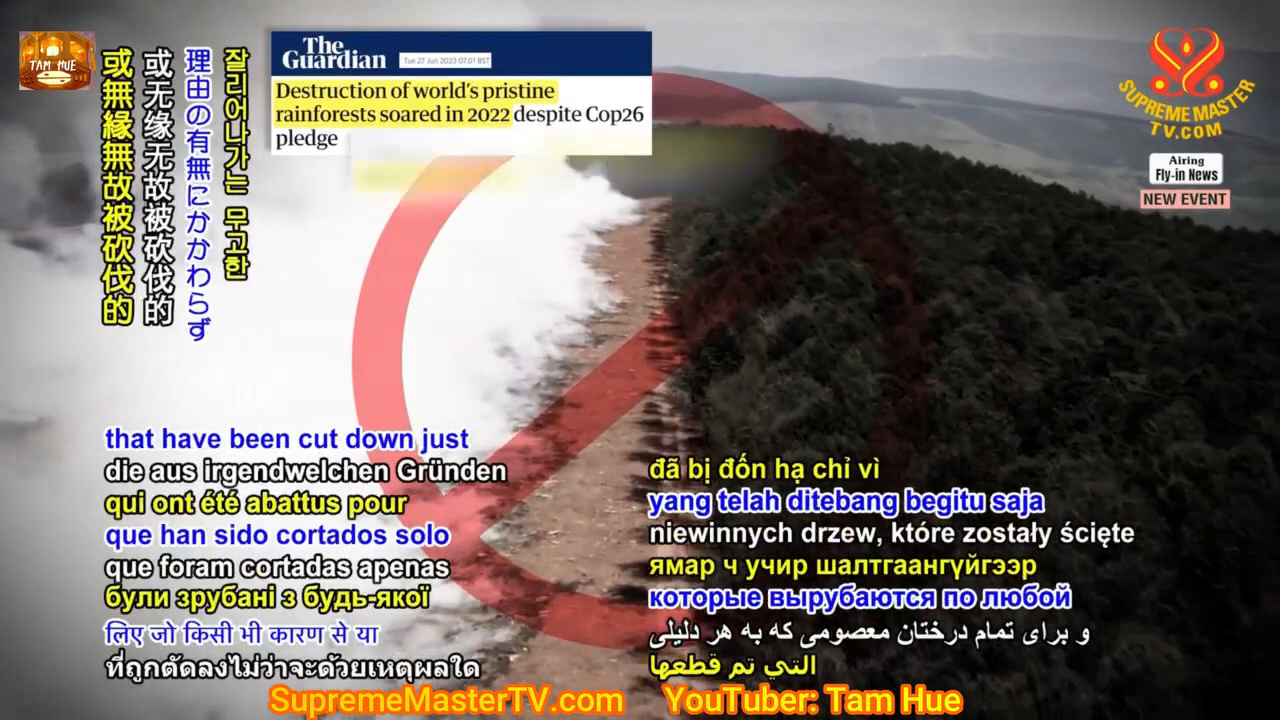 TAM HUE
The Guardian
Tue 27 Jun 2023 07.01 BST
Destruction of world's pristine
rainforests soared in 2022 despite Cop26
pledge
SUPREME MASTER
TV.COM
Airing
Fly-in News
NEW EVENT
잘리어나가는 무고한
理由の有無にかかわらず
或无缘无故被砍伐的
或無緣無故被砍伐的
that have been cut down just
die aus irgendwelchen Gründen
qui ont été abattus pour
que han sido cortados solo
que foram cortadas apenas
були зрубані з будь-якої
लिए जो किसी भी कारण से या
ที่ถูกตัดลงไม่ว่าจะด้วยเหตุผลใด
đã bị đốn hạ chỉ vì
yang telah ditebang begitu saja
niewinnych drzew, które zostały ścięte
ямар ч учир шалтгаангүйгээр
которые вырубаются по любой
و برای تمام درختان معصومی که به هر دلیلی
التي تم قطعها
SupremeMasterTV.com YouTuber: Tam Hue